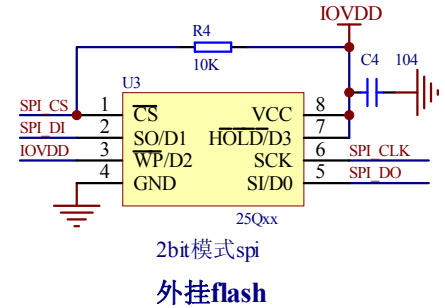 IOVDD
R4
10K
C4 104
U3
SPI_CS 1 CS VCC 8
SPI_DI 2 SO/D1 HOLD/D3 7
IOVDD 3 WP/D2 SCK 6 SPI_CLK
4 GND SI/D0 5 SPI_DO
25Qxx
2bit模式spi
外挂flash